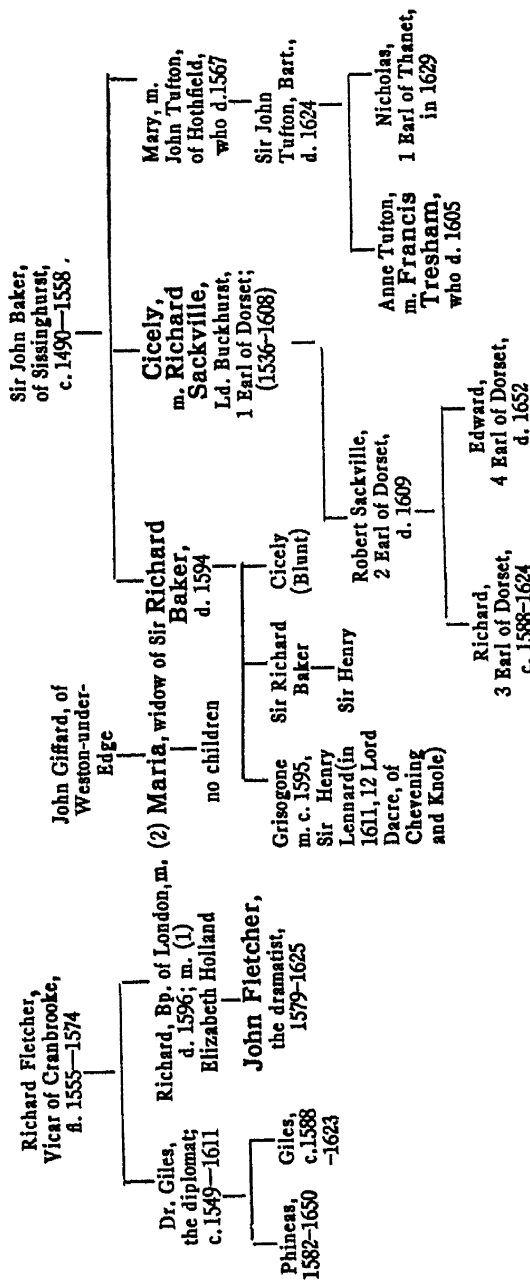 Richard Fletcher,
Vicar of Cranbrooke,
fl. 1555—1574
Dr. Giles,
the diplomat;
c.1549–1611
Phineas,
1582–1650
Giles,
c.1588
–1623
Richard, Bp. of London, m.
d. 1596; m. (1)
Elizabeth Holland
John Fletcher,
the dramatist,
1579–1625
John Giffard, of
Weston-under-
Edge
(2) Maria, widow of Sir Richard
Baker,
d. 1594
no children
Grisogone
m. c. 1595,
Sir Henry
Lennard (in
1611, 12 Lord
Dacre, of
Chevening
and Knole)
Sir Richard
Baker
Sir Henry
Cicely
(Blunt)
Sir John Baker,
of Sissinghurst,
c. 1490—1558.
Cicely,
m. Richard
Sackville,
Ld. Buckhurst,
1 Earl of Dorset;
(1536–1608)
Robert Sackville,
2 Earl of Dorset,
d. 1609
Richard,
3 Earl of Dorset,
c. 1588–1624
Edward,
4 Earl of Dorset,
d. 1652
Mary, m.
John Tufton,
of Hothfield,
who d.1567
Sir John
Tufton, Bart.,
d. 1624
Anne Tufton,
m. Francis
Tresham,
who d. 1605
Nicholas,
1 Earl of Thanet,
in 1629